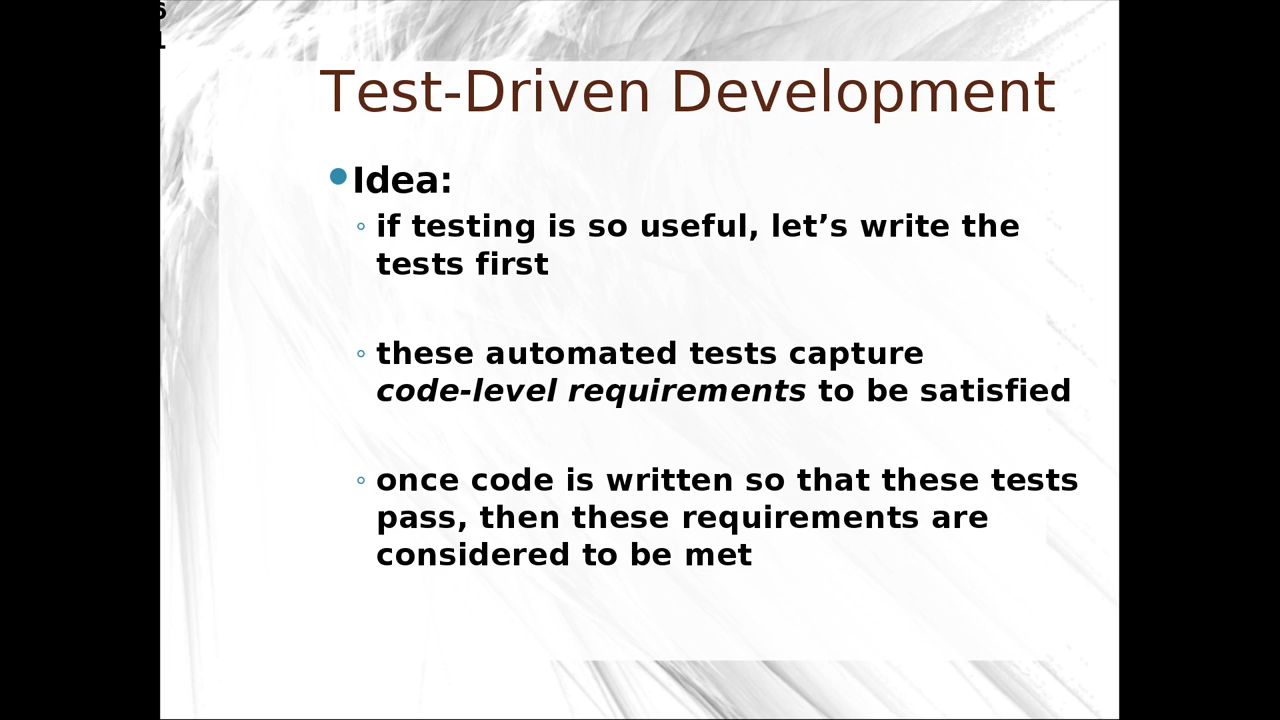 Test-Driven Development
Idea:
if testing is so useful, let’s write the
tests first
these automated tests capture
code-level requirements to be satisfied
once code is written so that these tests
pass, then these requirements are
considered to be met